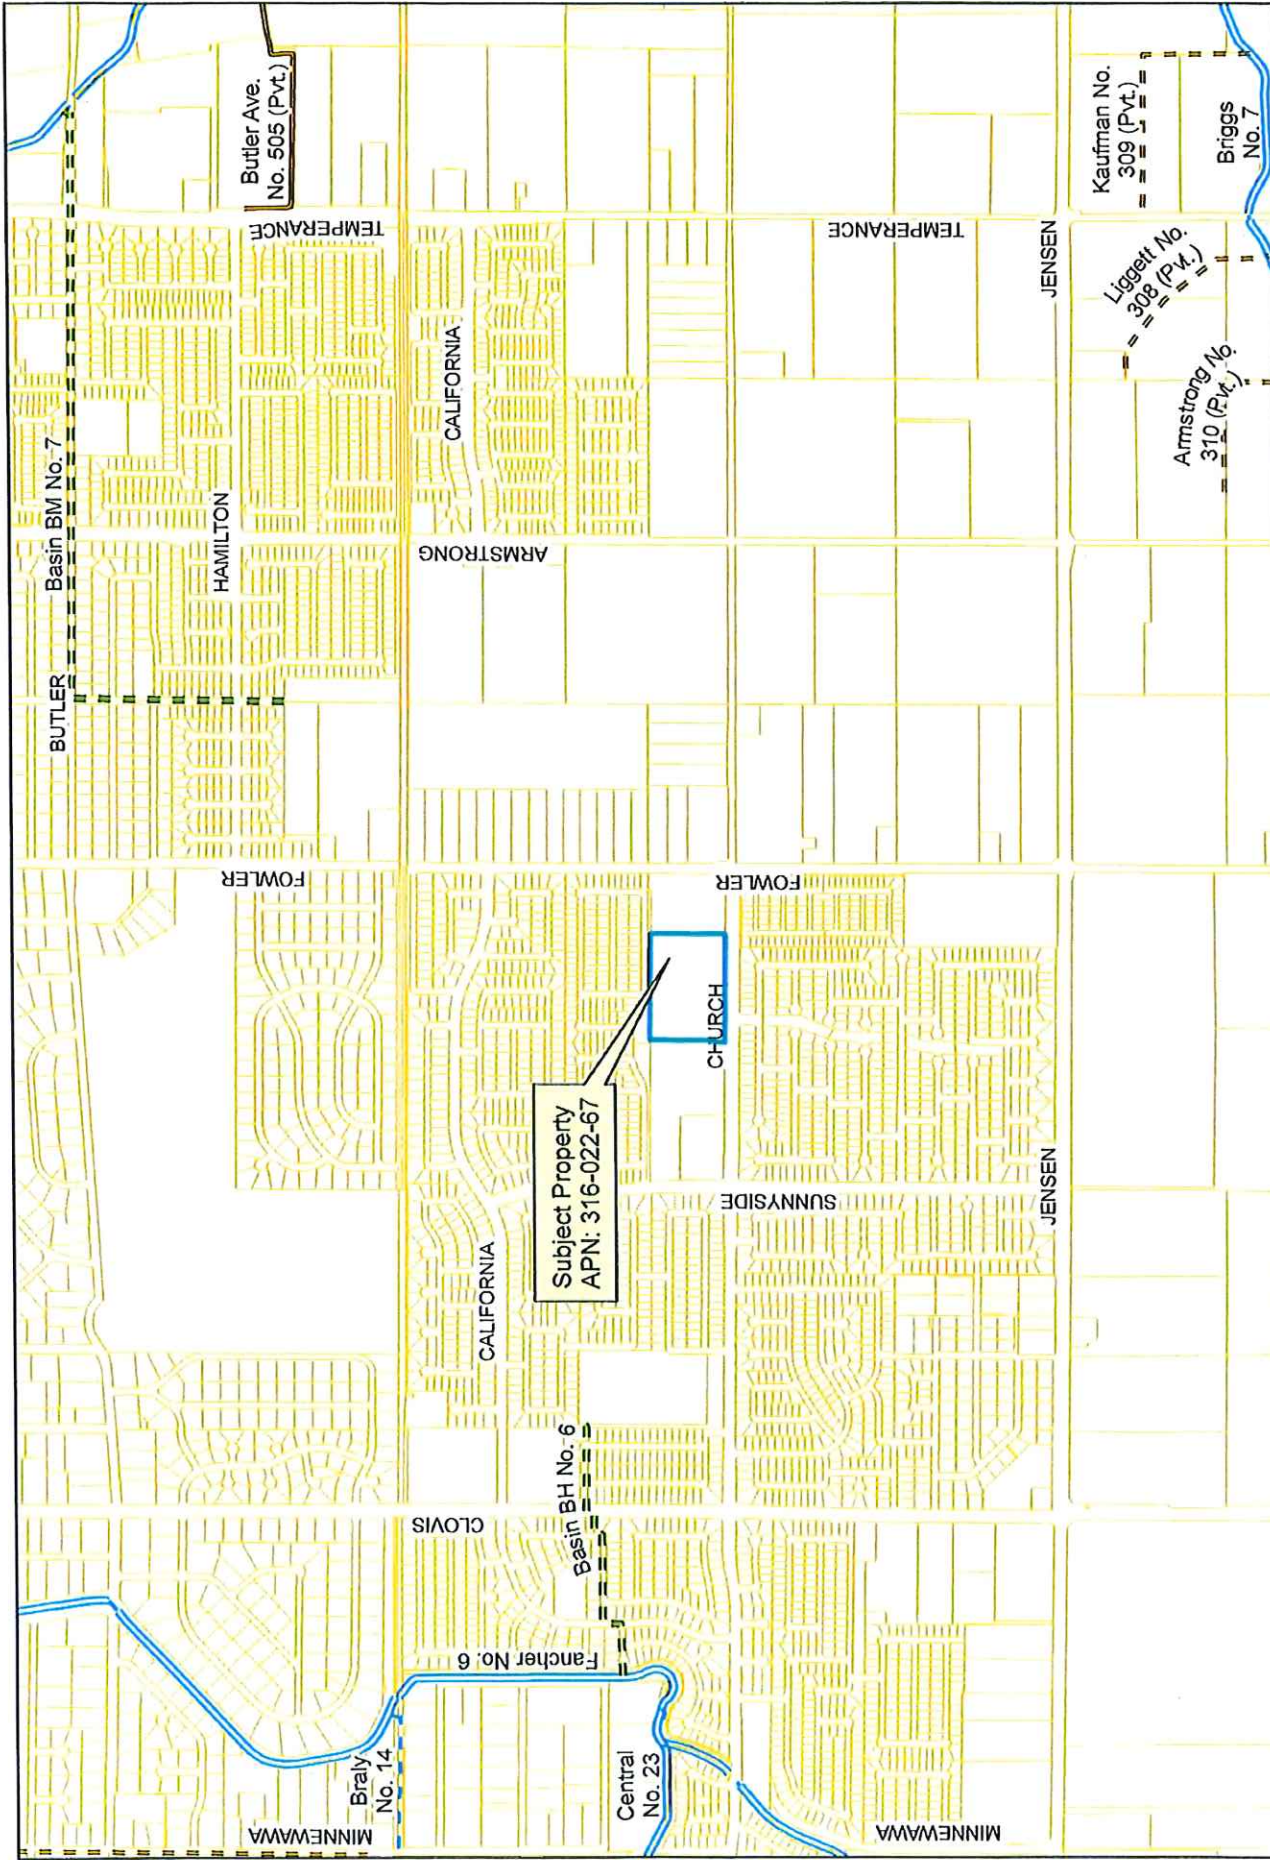 BUTLER
Basin BM No. 7
HAMILTON
Butler Ave.
No. 505 (Pvt.)
TEMPERANCE
CALIFORNIA
ARMSTRONG
TEMPERANCE
JENSEN
Kaufman No.
309 (Pvt.)
Briggs
No. 7
Liggett No.
308 (Pvt.)
Armstrong No.
310 (Pvt.)
FOWLER
FOWLER
CHURCH
Subject Property
APN: 316-022-67
SUNNYSIDE
JENSEN
CALIFORNIA
CLOVIS
Basin BH No. 6
Fancher No. 6
Braly
No. 14
Central
No. 23
MINNEWAWA
MINNEWAWA